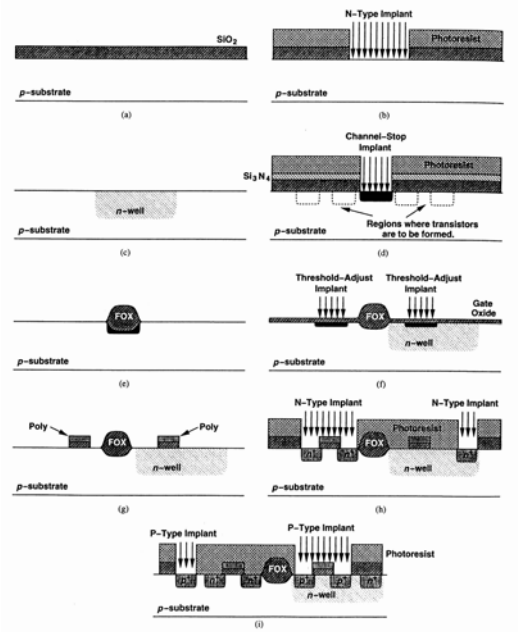 SiO2
p-substrate
(a)
N-Type Implant
Photoresist
p-substrate
(b)
n-well
p-substrate
(c)
Channel-Stop
Implant
Photoresist
Si3N4
Regions where transistors
are to be formed.
p-substrate
(d)
FOX
p-substrate
(e)
Threshold-Adjust
Implant
Threshold-Adjust
Implant
Gate
Oxide
FOX
n-well
p-substrate
(f)
Poly
Poly
FOX
n-well
p-substrate
(g)
N-Type Implant
N-Type Implant
Photoresist
FOX
n+
n+
n+
n-well
p-substrate
(h)
P-Type Implant
P-Type Implant
Photoresist
FOX
p+
n+
n+
p+
p+
n+
n-well
p-substrate
(i)